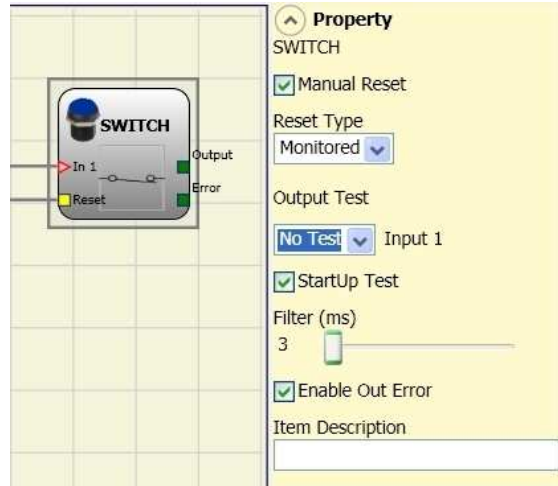 SWITCH
In 1
Reset
Output
Error
Property
SWITCH
Manual Reset
Reset Type
Monitored
Output Test
No Test Input 1
StartUp Test
Filter (ms)
3
Enable Out Error
Item Description